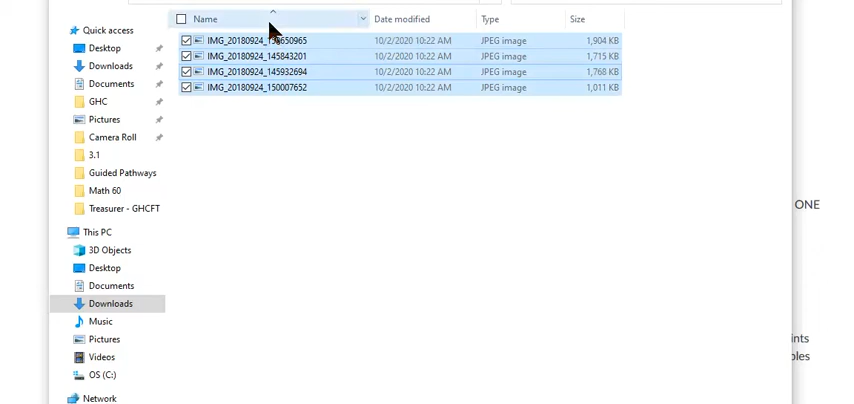 Name Date modified Type Size
Quick access
Desktop
Downloads
Documents
GHC
Pictures
Camera Roll
3.1
Guided Pathways
Math 60
Treasurer - GHCFT
This PC
3D Objects
Desktop
Documents
Downloads
Music
Pictures
Videos
OS (C:)
Network
10/2/2020 10:22 AM JPEG image 1,904 KB
IMG_20180924_145843201 10/2/2020 10:22 AM JPEG image 1,715 KB
IMG_20180924_145932694 10/2/2020 10:22 AM JPEG image 1,768 KB
IMG_20180924_150007652 10/2/2020 10:22 AM JPEG image 1,011 KB
ONE
ints
ples